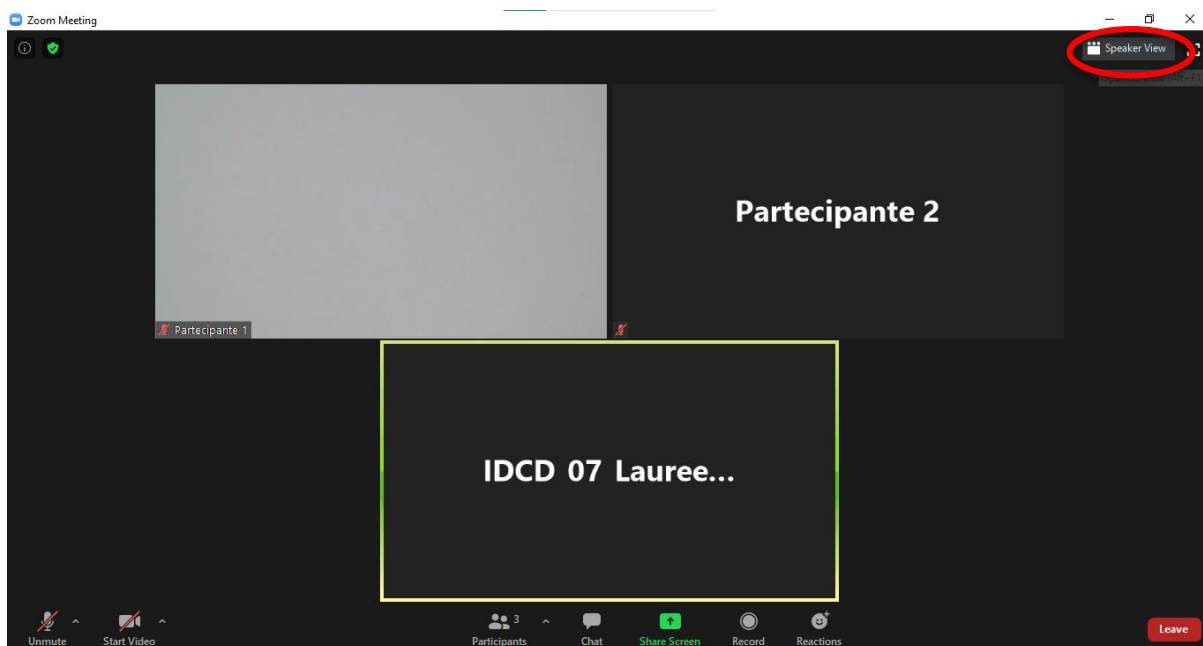 Zoom Meeting
Speaker View
Partecipante 2
Partecipante 1
IDCD 07 Lauree...
3
Unmute
Start Video
Participants
Chat
Share Screen
Record
Reactions
Leave